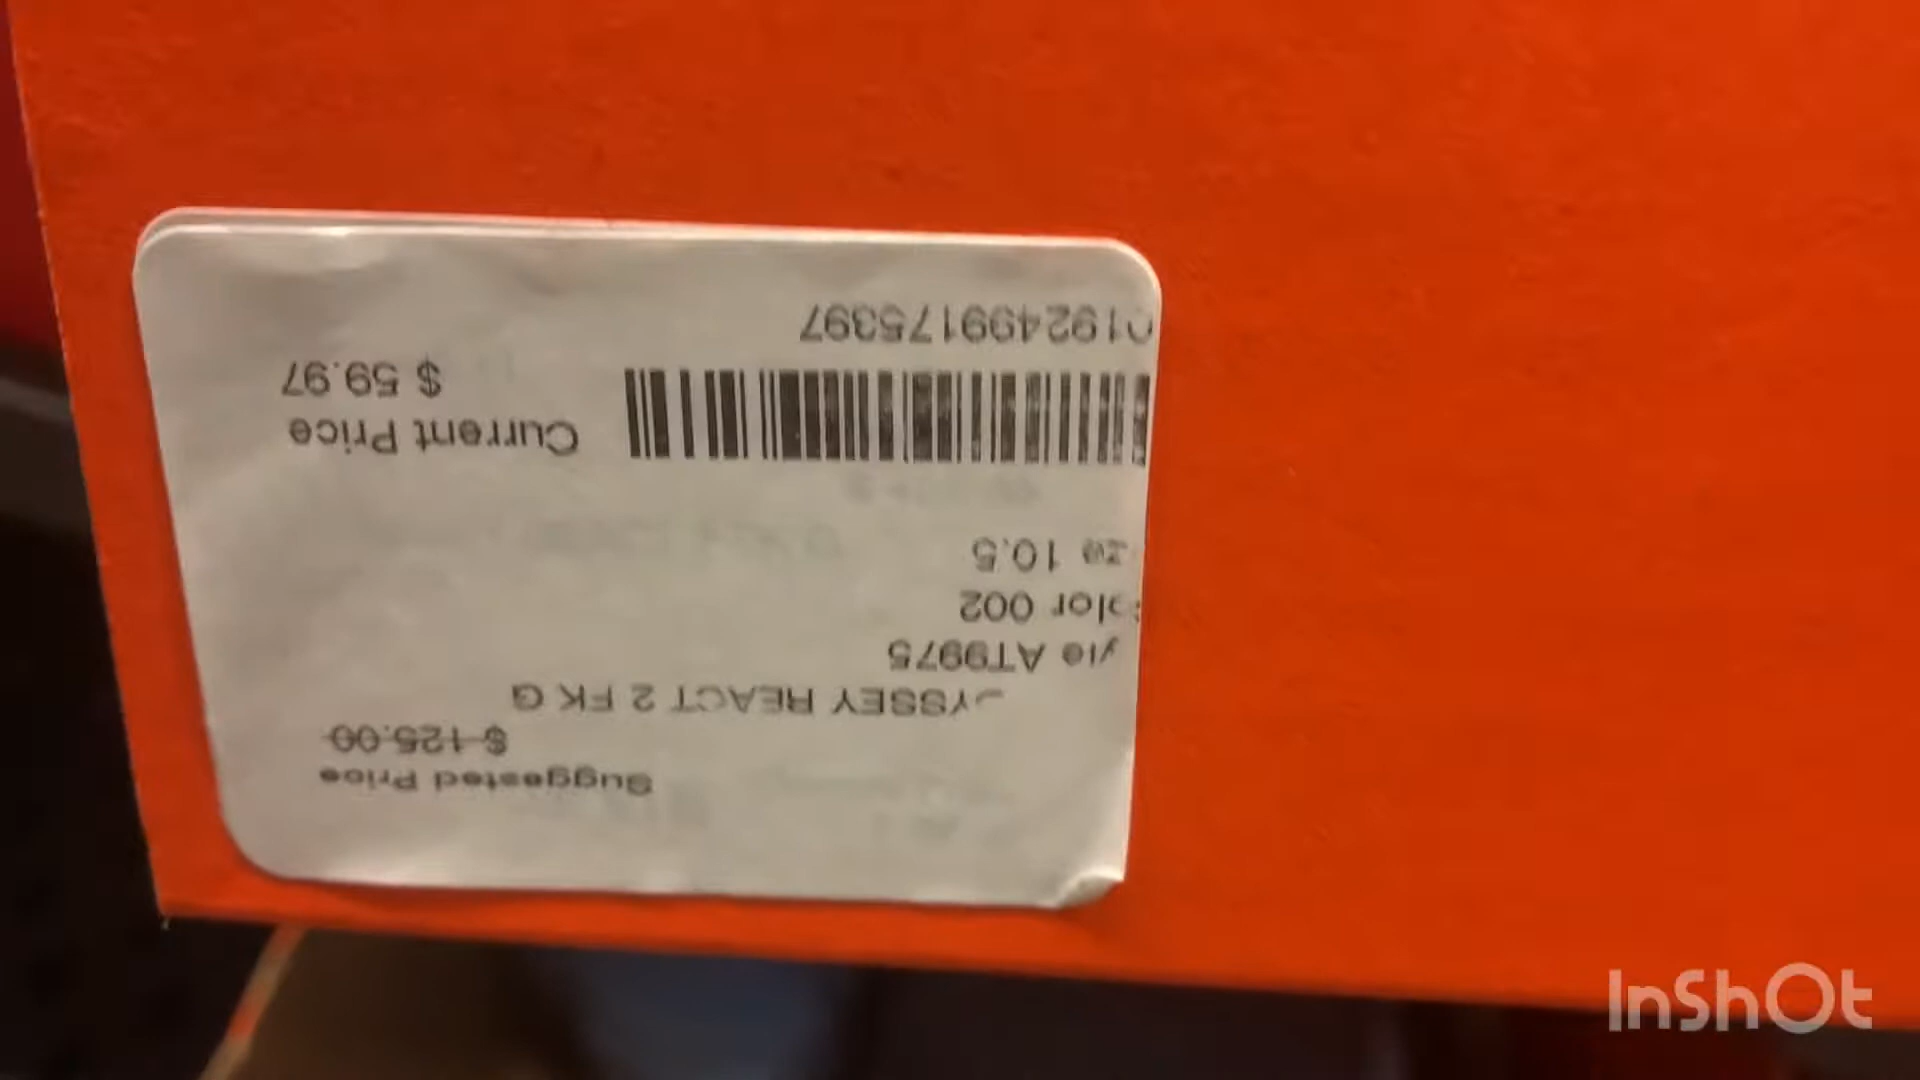 Suggested Price
$ 125.00
YSSEY REACT 2 FK G
yle AT9975
olor 002
ze 10.5
Current Price
$ 59.97
0192499175397
InShOt